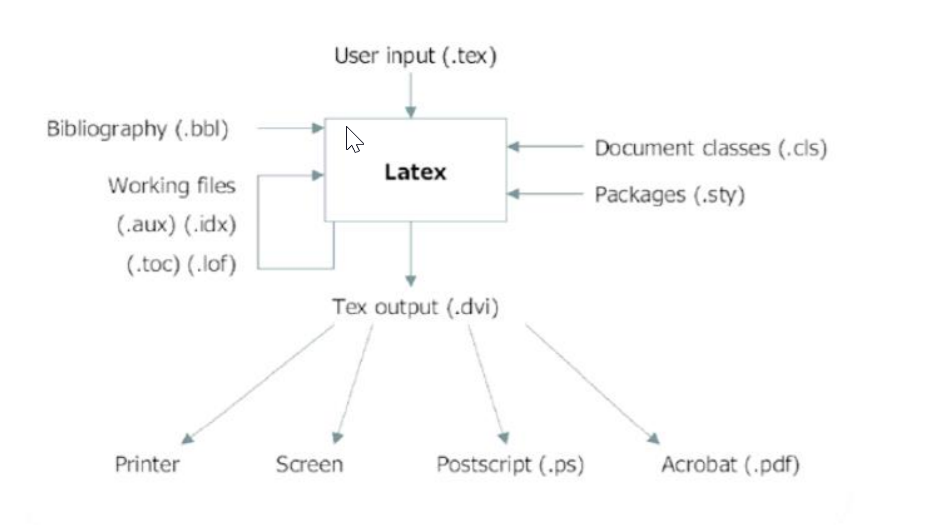 User input (.tex)
Bibliography (.bbl)
Document classes (.cls)
Latex
Working files
Packages (.sty)
(.aux) (.idx)
(.toc) (.lof)
Tex output (.dvi)
Printer
Screen
Postscript (.ps)
Acrobat (.pdf)